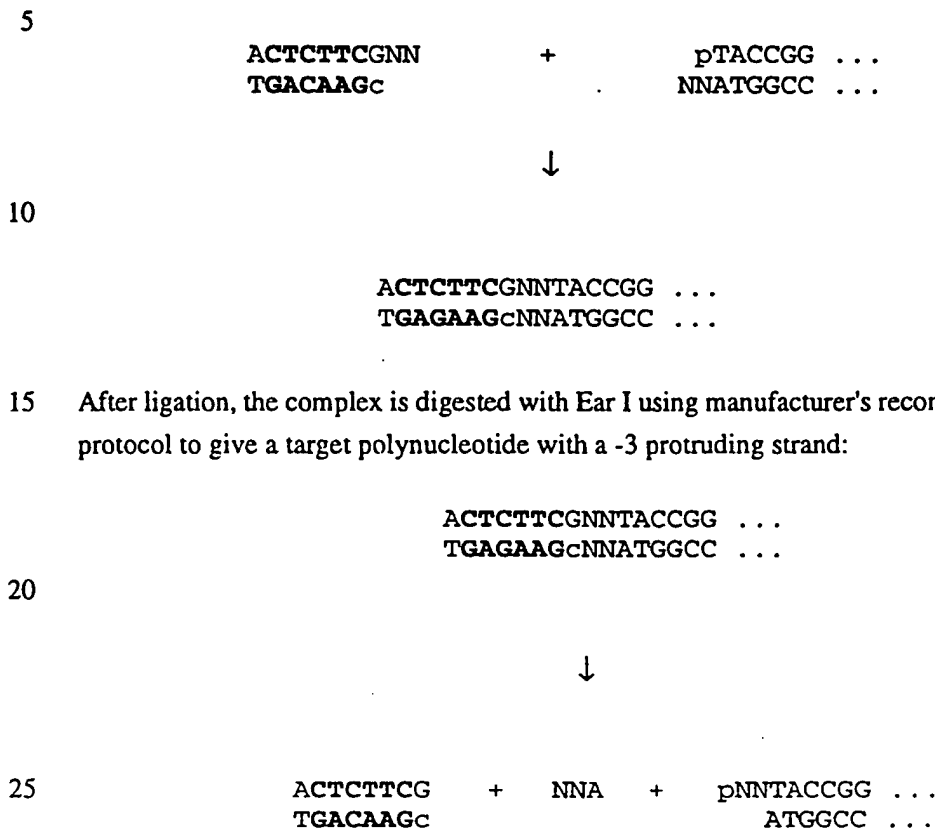 5
ACTCTTCGNN + pTACCGG ...
TGACAAGc NNATGGCC ...
↓
10
ACTCTTCGNNTACCGG ...
TGAGAAGcNNATGGCC ...
15 After ligation, the complex is digested with Ear I using manufacturer's recor
protocol to give a target polynucleotide with a -3 protruding strand:
ACTCTTCGNNTACCGG ...
TGAGAAGcNNATGGCC ...
20
↓
25 ACTCTTCG + NNA + pNNTACCGG ...
TGACAAGc ATGGCC ...